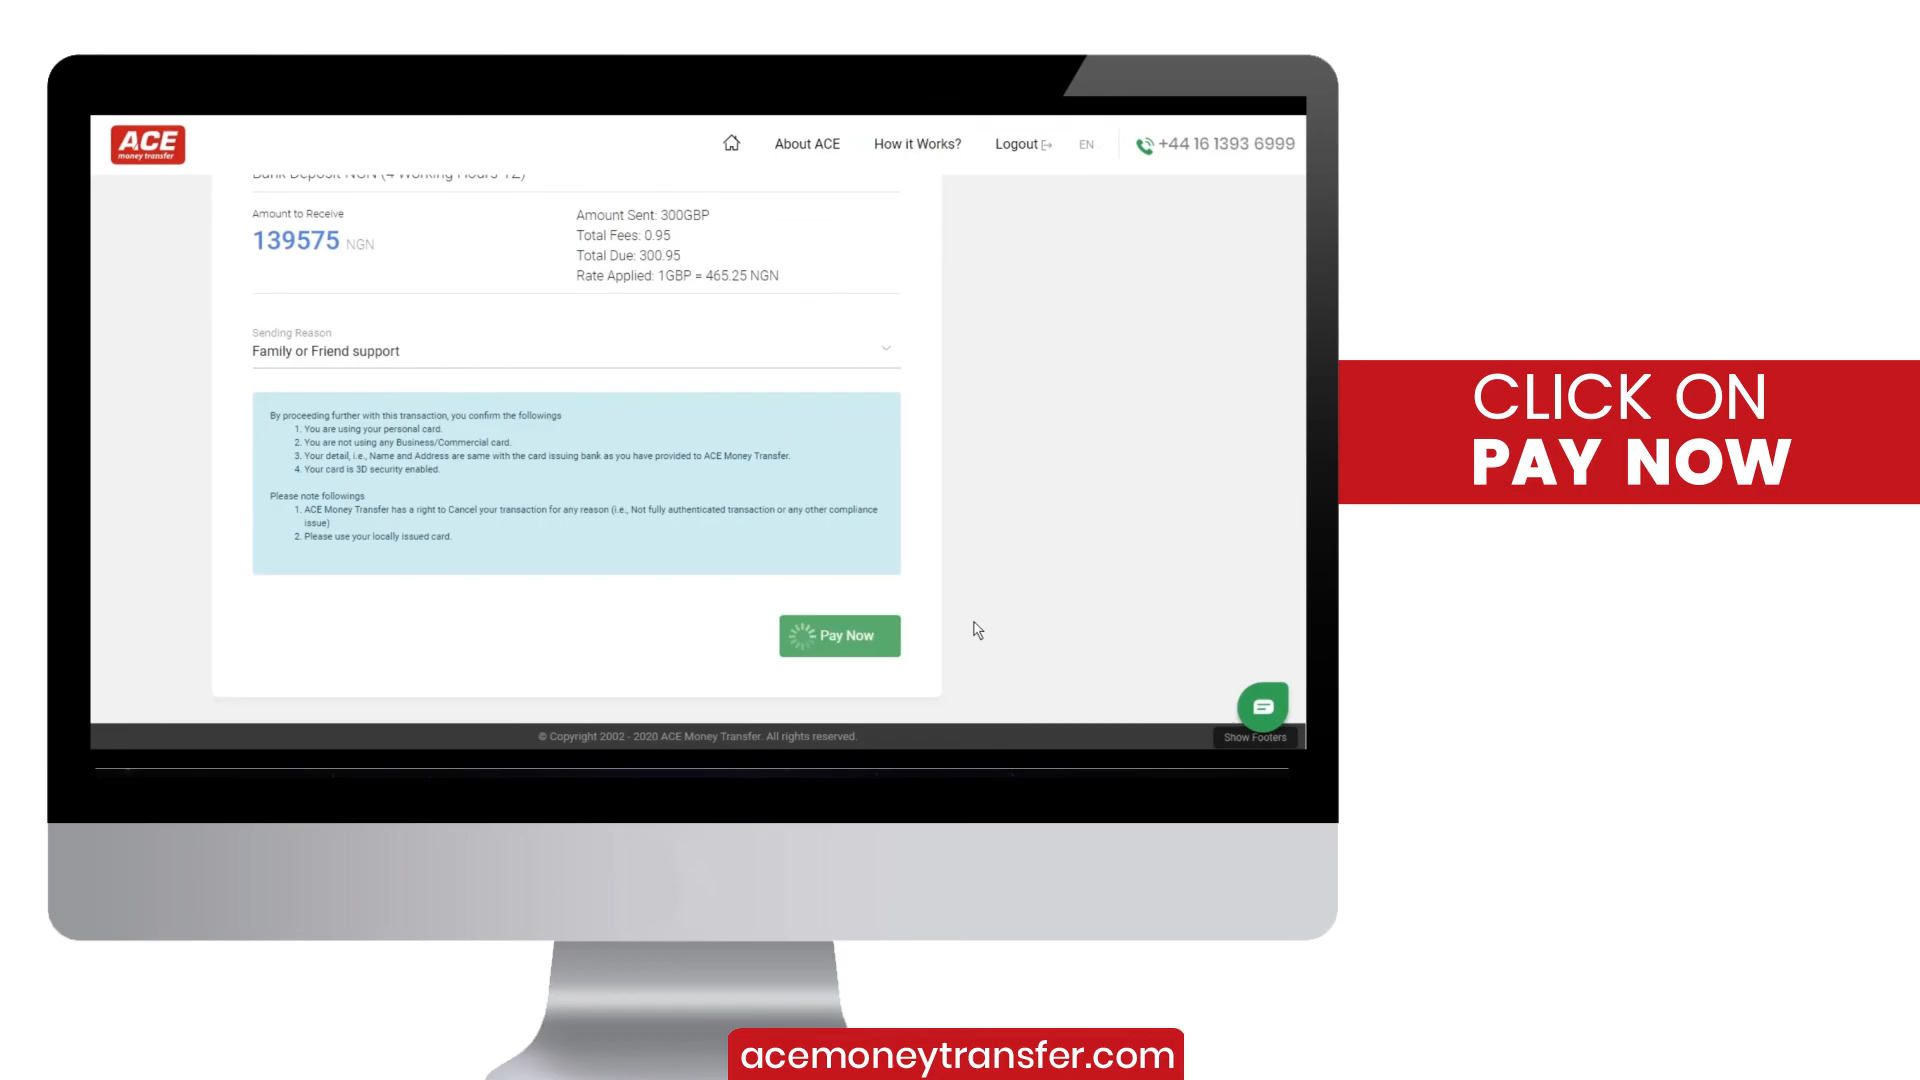 ACE
money transfer
About ACE
How it Works?
Logout
EN
+44 16 1393 6999
Bank Deposit NGN (4 Working Hours TZ)
Amount to Receive
139575 NGN
Amount Sent: 300GBP
Total Fees: 0.95
Total Due: 300.95
Rate Applied: 1GBP = 465.25 NGN
Sending Reason
Family or Friend support
By proceeding further with this transaction, you confirm the followings
1. You are using your personal card.
2. You are not using any Business/Commercial card.
3. Your detail, i.e., Name and Address are same with the card issuing bank as you have provided to ACE Money Transfer.
4. Your card is 3D security enabled.
Please note followings
1. ACE Money Transfer has a right to Cancel your transaction for any reason (i.e., Not fully authenticated transaction or any other compliance
issue)
2. Please use your locally issued card.
Pay Now
© Copyright 2002 - 2020 ACE Money Transfer. All rights reserved.
Show Footers
CLICK ON
PAY NOW
acemoneytransfer.com